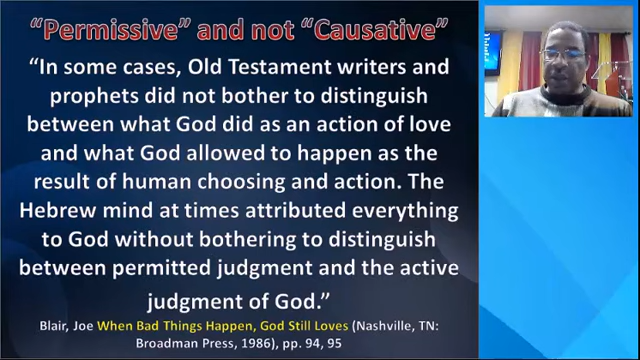 “Permissive” and not “Causative”
“In some cases, Old Testament writers and
prophets did not bother to distinguish
between what God did as an action of love
and what God allowed to happen as the
result of human choosing and action. The
Hebrew mind at times attributed everything
to God without bothering to distinguish
between permitted judgment and the active
judgment of God.”
Blair, Joe When Bad Things Happen, God Still Loves (Nashville, TN:
Broadman Press, 1986), pp. 94, 95